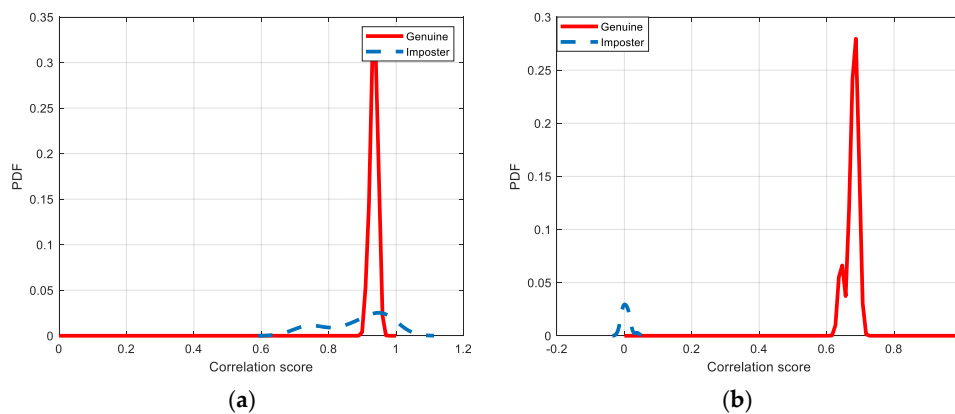 0.35
0.3
0.25
0.2
0.15
0.1
0.05
0
PDF
Genuine
Imposter
0 0.2 0.4 0.6 0.8 1 1.2
Correlation score
(a)
0.3
0.25
0.2
0.15
0.1
0.05
0
PDF
Genuine
Imposter
-0.2 0 0.2 0.4 0.6 0.8
Correlation score
(b)